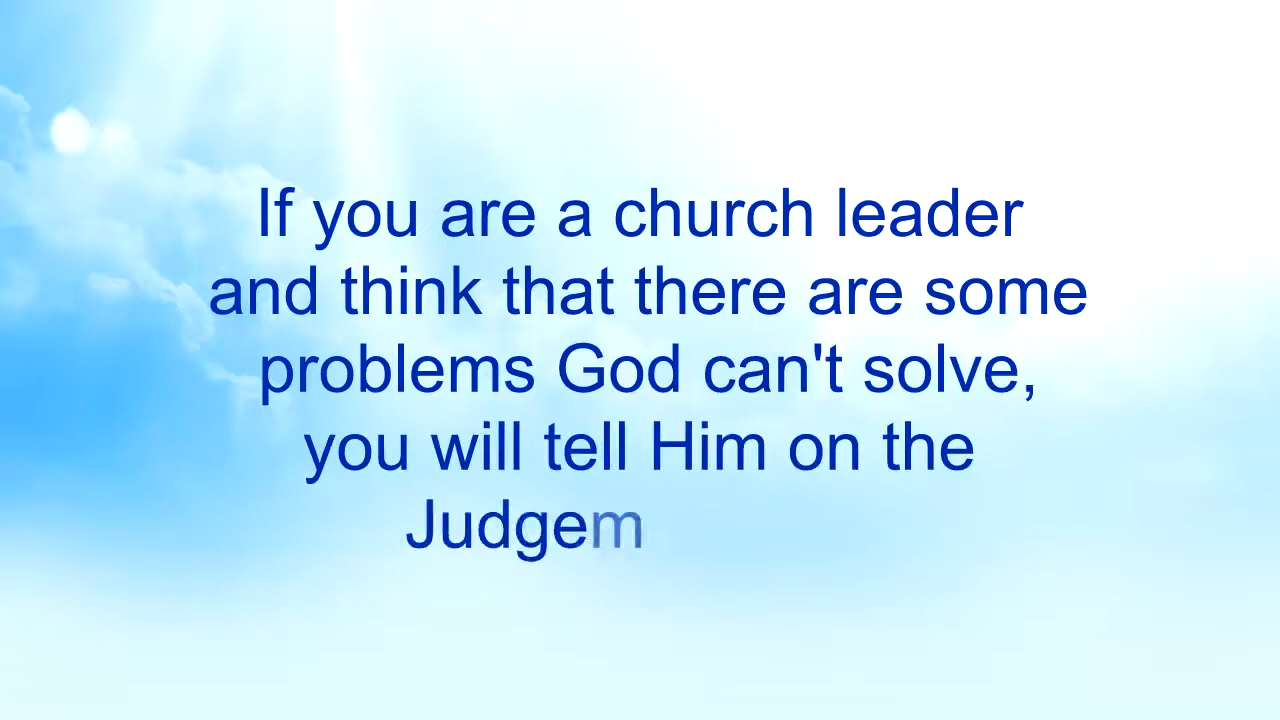 If you are a church leader
and think that there are some
problems God can't solve,
you will tell Him on the
Judgem